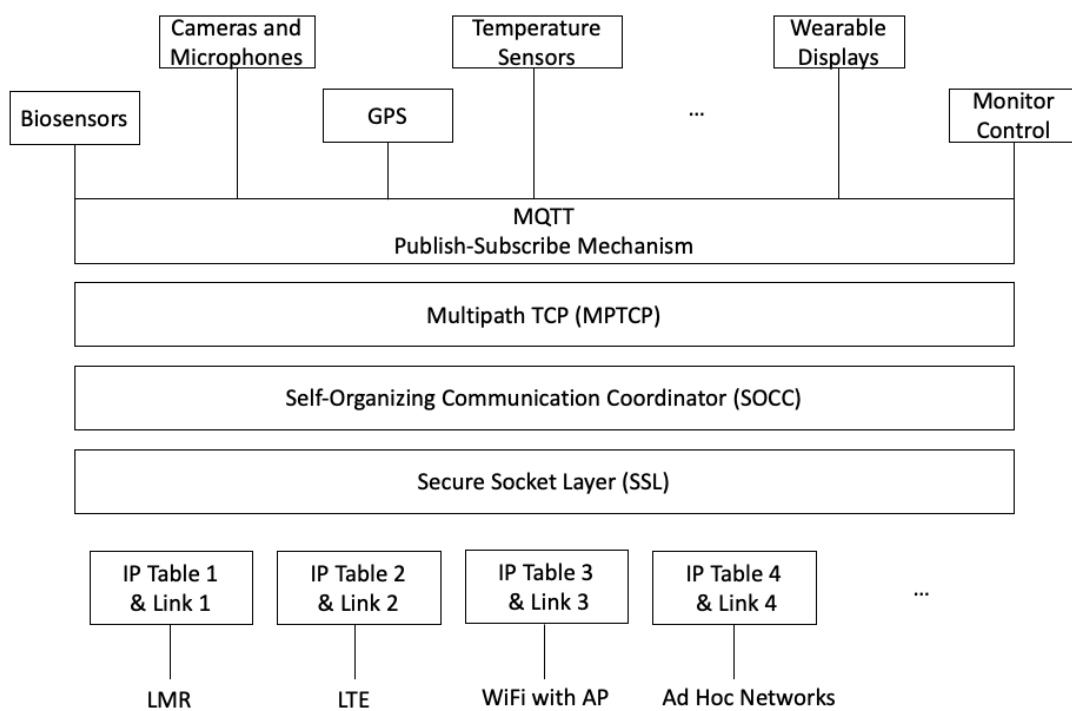 Cameras and
Microphones
Temperature
Sensors
Wearable
Displays
Biosensors
GPS
...
Monitor
Control
MQTT
Publish-Subscribe Mechanism
Multipath TCP (MPTCP)
Self-Organizing Communication Coordinator (SOCC)
Secure Socket Layer (SSL)
IP Table 1
& Link 1
IP Table 2
& Link 2
IP Table 3
& Link 3
IP Table 4
& Link 4
...
LMR
LTE
WiFi with AP
Ad Hoc Networks